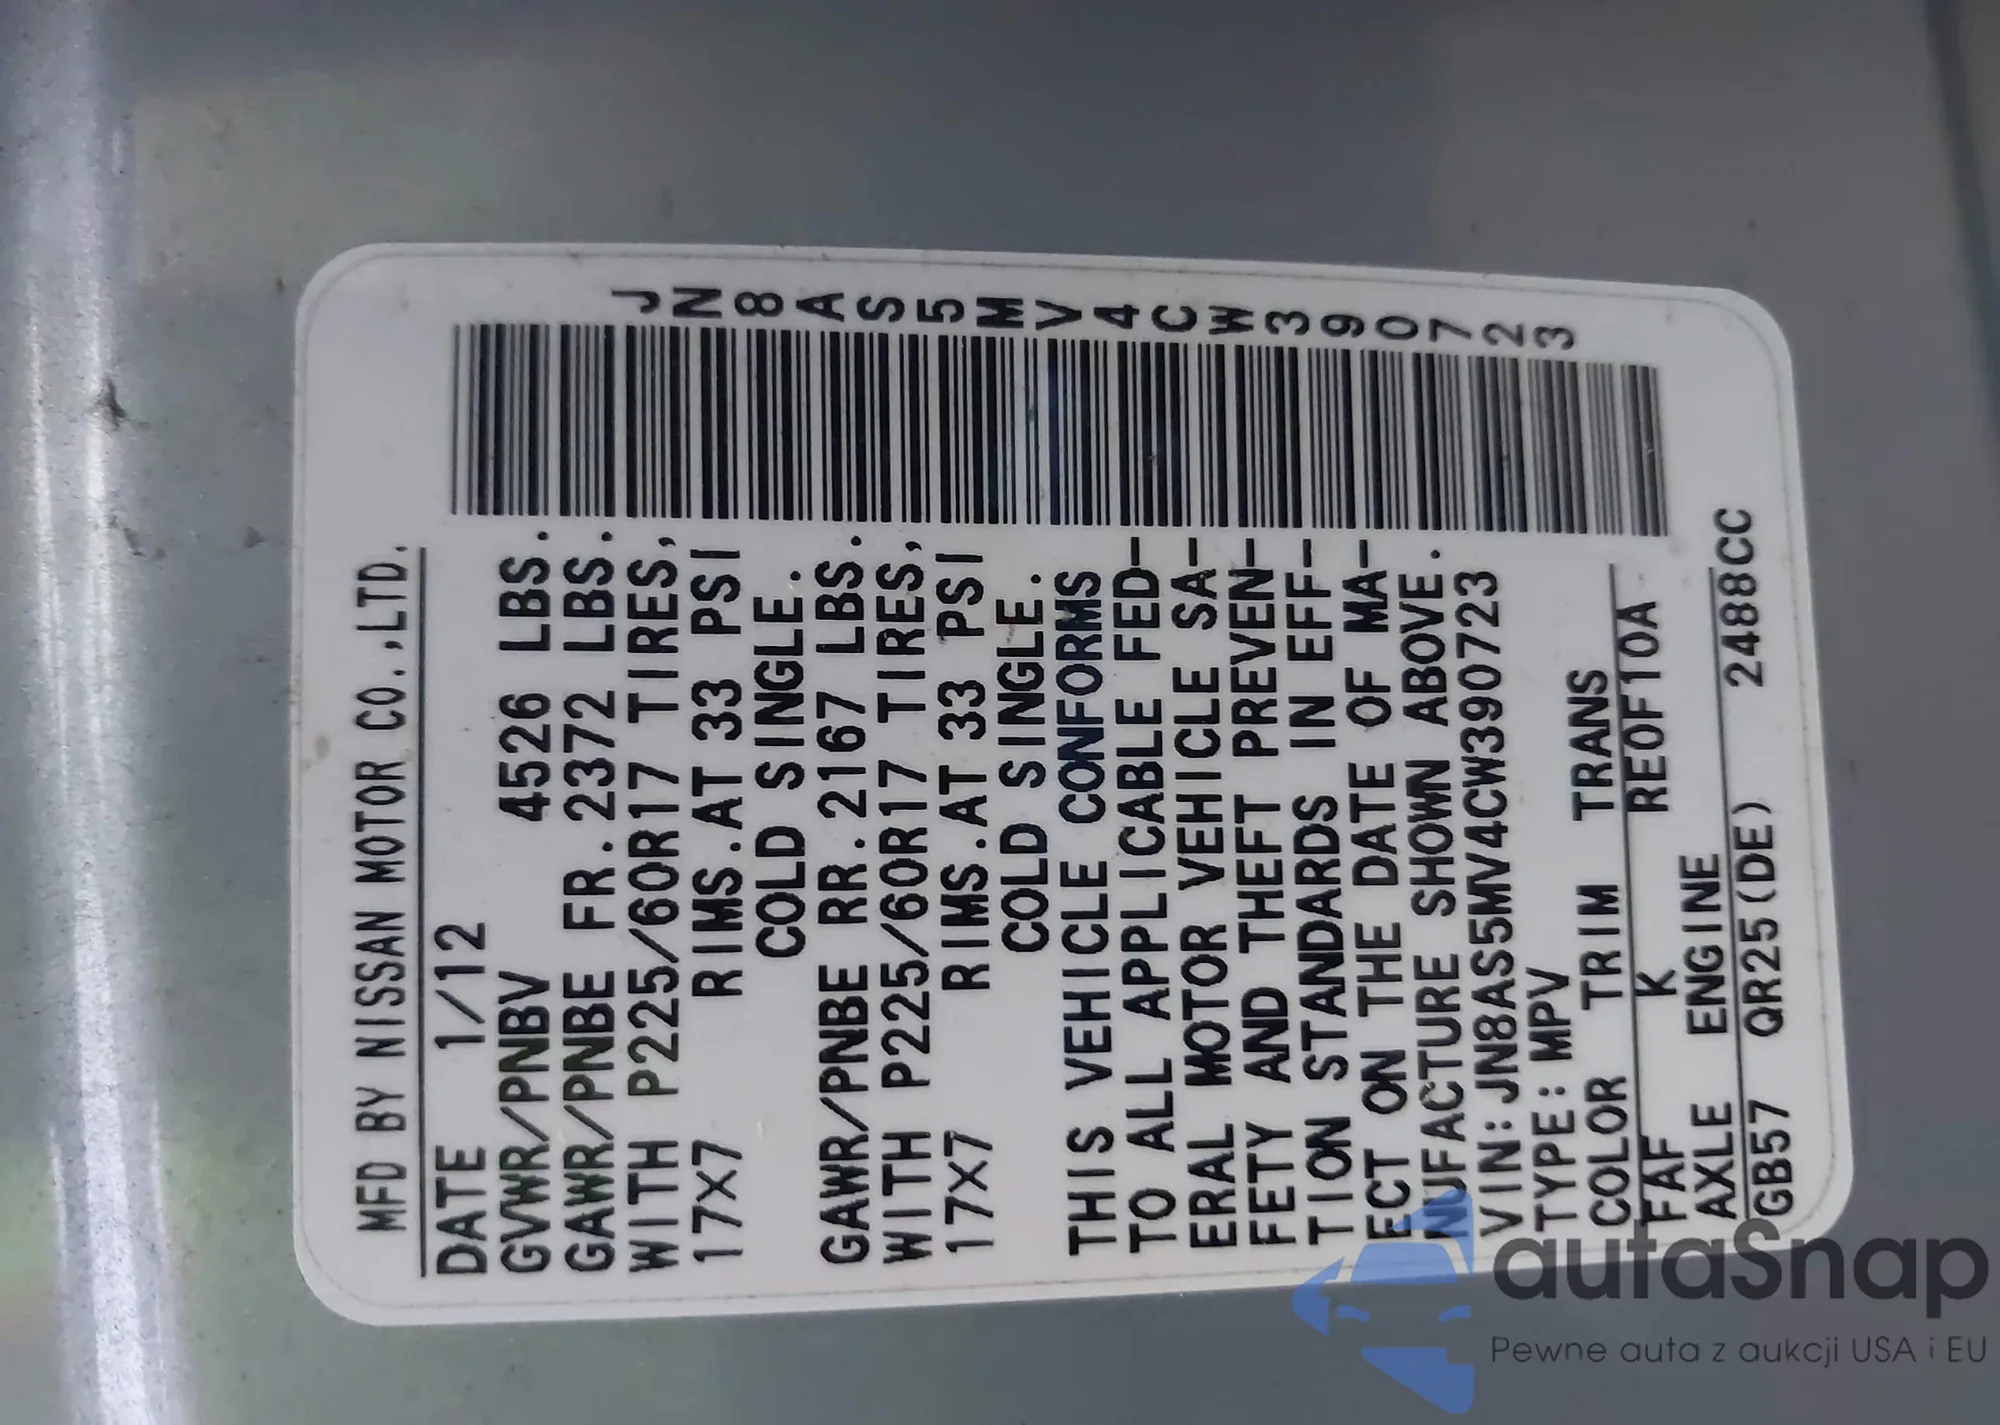 MFD BY NISSAN MOTOR CO.,LTD.
DATE 1/12
GVWR/PNBV 4526 LBS.
GAWR/PNBE FR.2372 LBS.
WITH P225/60R17 TIRES,
17×7 RIMS.AT 33 PSI
COLD SINGLE.
GAWR/PNBE RR.2167 LBS.
WITH P225/60R17 TIRES,
17×7 RIMS.AT 33 PSI
COLD SINGLE.
THIS VEHICLE CONFORMS
TO ALL APPLICABLE FED-
ERAL MOTOR VEHICLE SA-
FETY AND THEFT PREVEN-
TION STANDARDS IN EFF-
ECT ON THE DATE OF MA-
NUFACTURE SHOWN ABOVE.
VIN:JN8AS5MV4CW390723
TYPE:MPV
COLOR TRIM TRANS
FAF K RE0F10A
AXLE ENGINE
GB57 QR25(DE) 2488CC
JN8AS5MV4CW390723
autaSnap
Pewne auta z aukcji USA i EU